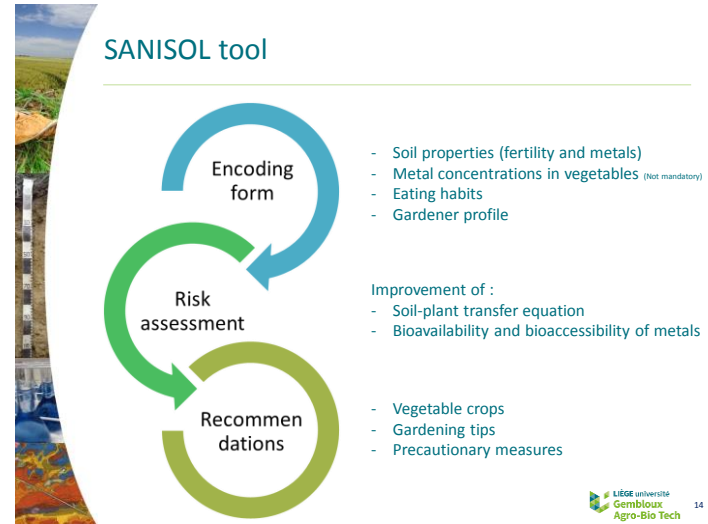 SANISOL tool
Encoding
form
- Soil properties (fertility and metals)
- Metal concentrations in vegetables (Not mandatory)
- Eating habits
- Gardener profile
Risk
assessment
Improvement of :
- Soil-plant transfer equation
- Bioavailability and bioaccessibility of metals
Recommen
dations
- Vegetable crops
- Gardening tips
- Precautionary measures
LIÈGE université
Gembloux
Agro-Bio Tech
14